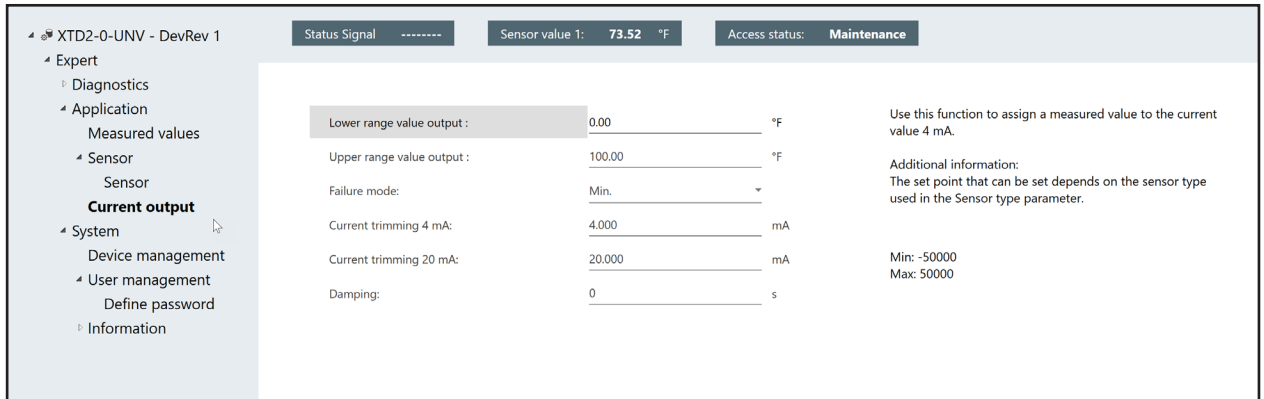 XTD2-0-UNV - DevRev 1
Expert
Diagnostics
Application
Measured values
Sensor
Sensor
Current output
System
Device management
User management
Define password
Information
Status Signal --------
Sensor value 1: 73.52 °F
Access status: Maintenance
Lower range value output : 0.00 °F
Upper range value output : 100.00 °F
Failure mode: Min.
Current trimming 4 mA: 4.000 mA
Current trimming 20 mA: 20.000 mA
Damping: 0 s
Use this function to assign a measured value to the current
value 4 mA.
Additional information:
The set point that can be set depends on the sensor type
used in the Sensor type parameter.
Min: -50000
Max: 50000